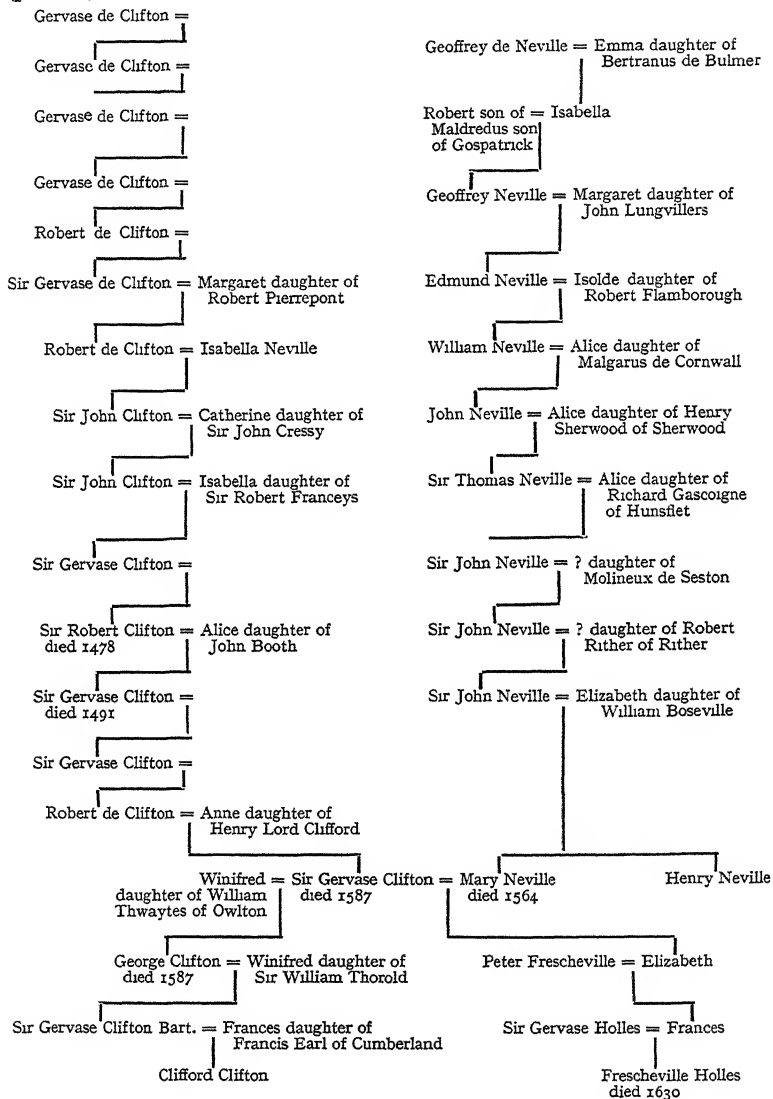 Gervase de Clifton =
Gervase de Clifton =
Gervase de Clifton =
Gervase de Clifton =
Robert de Clifton =
Sir Gervase de Clifton = Margaret daughter of
Robert Pierrepont
Robert de Clifton = Isabella Neville
Sir John Clifton = Catherine daughter of
Sir John Cressy
Sir John Clifton = Isabella daughter of
Sir Robert Franceys
Sir Gervase Clifton =
Sir Robert Clifton = Alice daughter of
died 1478 John Booth
Sir Gervase Clifton =
died 1491
Sir Gervase Clifton =
Robert de Clifton = Anne daughter of
Henry Lord Clifford
Geoffrey de Neville = Emma daughter of
Bertranus de Bulmer
Robert son of = Isabella
Maldredus son
of Gospatrick
Geoffrey Neville = Margaret daughter of
John Lungvillers
Edmund Neville = Isolde daughter of
Robert Flamborough
William Neville = Alice daughter of
Malgarus de Cornwall
John Neville = Alice daughter of Henry
Sherwood of Sherwood
Sir Thomas Neville = Alice daughter of
Richard Gascoigne
of Hunsflet
Sir John Neville = ? daughter of
Molineux de Seston
Sir John Neville = ? daughter of Robert
Rither of Rither
Sir John Neville = Elizabeth daughter of
William Boseville
Winifred = Sir Gervase Clifton = Mary Neville Henry Neville
daughter of William died 1587 died 1564
Thwaytes of Owlton
George Clifton = Winifred daughter of
died 1587 Sir William Thorold
Peter Frescheville = Elizabeth
Sir Gervase Clifton Bart. = Frances daughter of
Francis Earl of Cumberland
Sir Gervase Holles = Frances
Clifford Clifton
Frescheville Holles
died 1630